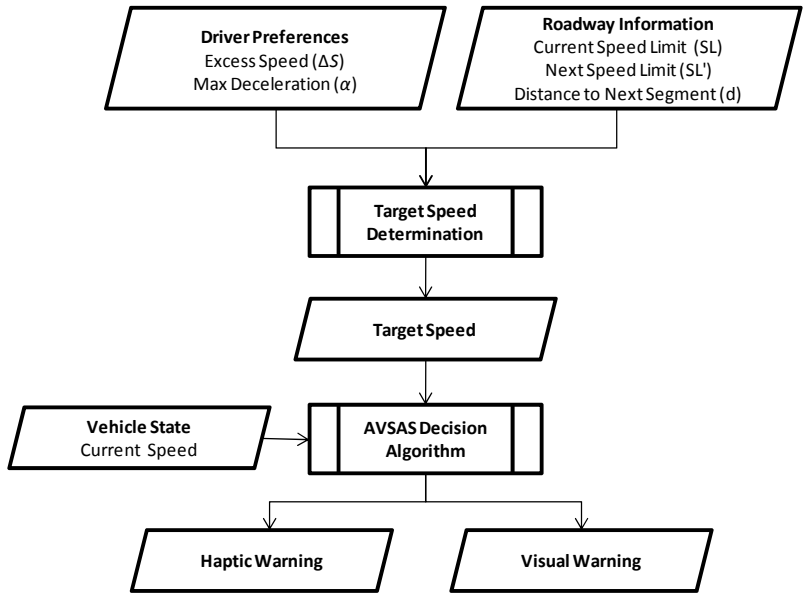 Driver Preferences
Excess Speed (ΔS)
Max Deceleration (α)
Roadway Information
Current Speed Limit (SL)
Next Speed Limit (SL')
Distance to Next Segment (d)
Target Speed
Determination
Target Speed
Vehicle State
Current Speed
AVSAS Decision
Algorithm
Haptic Warning
Visual Warning